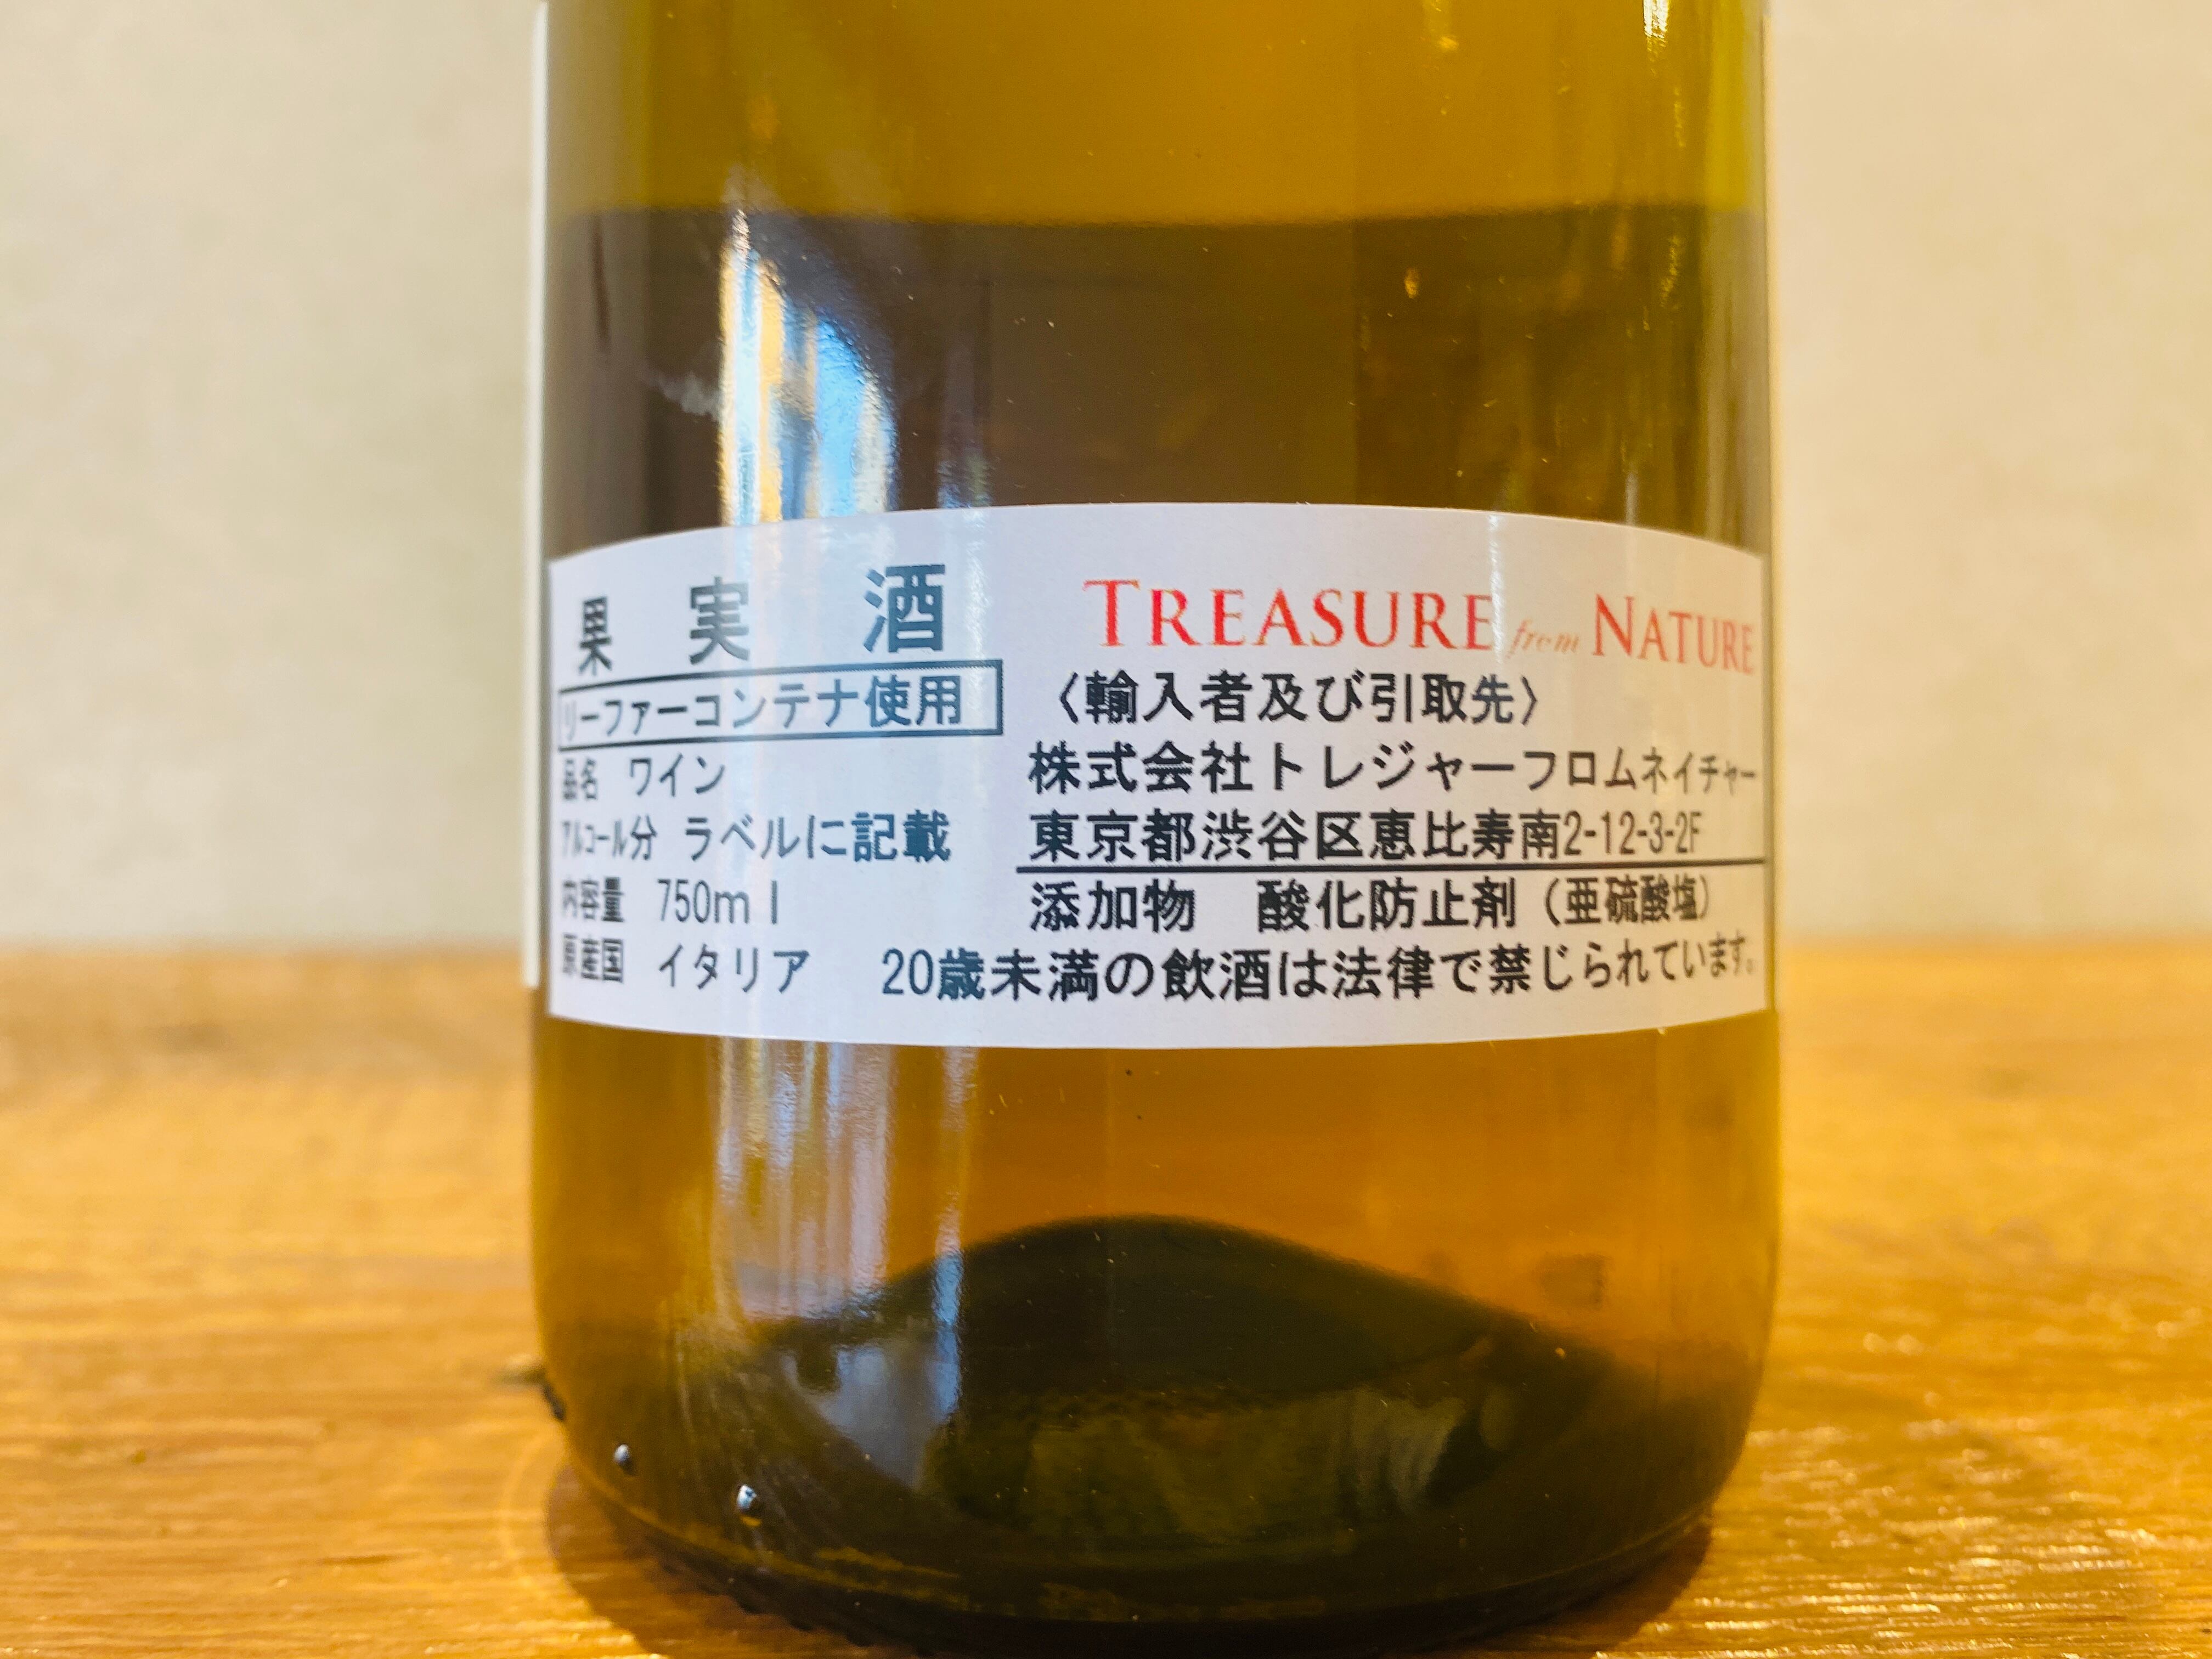 果実酒
リーファーコンテナ使用
品名 ワイン
アルコール分 ラベルに記載
内容量 750ml
原産国 イタリア
TREASURE from NATURE
〈輸入者及び引取先〉
株式会社トレジャーフロムネイチャー
東京都渋谷区恵比寿南2-12-3-2F
添加物 酸化防止剤（亜硫酸塩）
20歳未満の飲酒は法律で禁じられています。